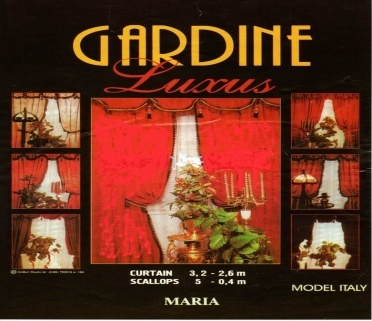 GARDINE
Luxus
CURTAIN 3,2 - 2,6 m
SCALLOPS 5 - 0,4 m
MODEL ITALY
MARIA